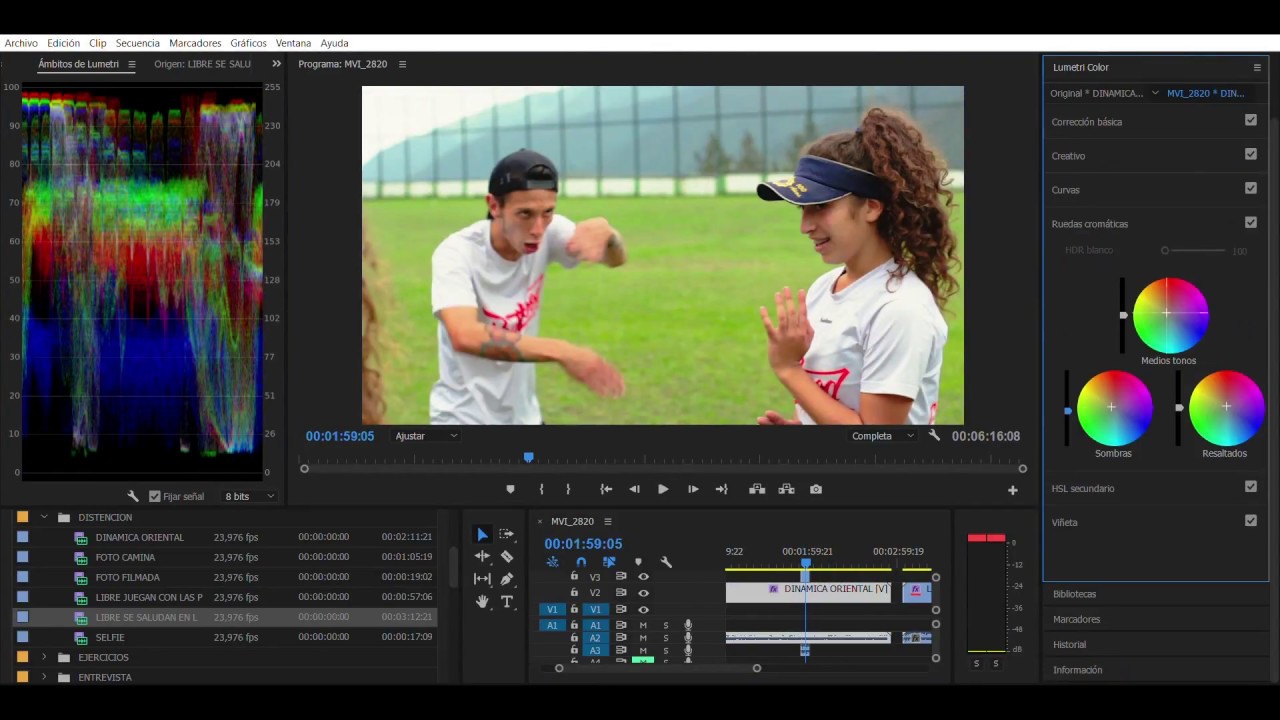 Archivo Edición Clip Secuencia Marcadores Gráficos Ventana Ayuda
Ámbitos de Lumetri
Origen: LIBRE SE SALU
Programa: MVI_2820
Lumetri Color
Original * DINAMICA...
MVI_2820 * DIN...
Corrección básica
Creativo
Curvas
Ruedas cromáticas
HDR blanco
100
Medios tonos
Sombras
Resaltados
HSL secundario
Viñeta
Bibliotecas
Marcadores
Historial
Información
100 255
90 230
80 204
70 179
60 153
50 128
40 102
30 77
20 51
10 26
0 0
Fijar señal 8 bits
00:01:59:05 Ajustar Completa 00:06:16:08
DISTENCION
DINAMICA ORIENTAL 23,976 fps 00:00:00:00 00:02:11:21
FOTO CAMINA 23,976 fps 00:00:00:00 00:01:05:19
FOTO FILMADA 23,976 fps 00:00:00:00 00:00:19:02
LIBRE JUEGAN CON LAS P 23,976 fps 00:00:00:00 00:00:57:06
LIBRE SE SALUDAN EN L 23,976 fps 00:00:00:00 00:03:12:21
SELFIE 23,976 fps 00:00:00:00 00:00:17:09
EJERCICIOS
ENTREVISTA
MVI_2820
00:01:59:05
9:22 00:01:59:21 00:02:59:19
V3
V2 fx DINAMICA ORIENTAL [V] fx L
V1 V1
A1 A1 M S
A2 M S
A3 M S
A4 M S
0
-12
-24
-36
-48
dB
S S